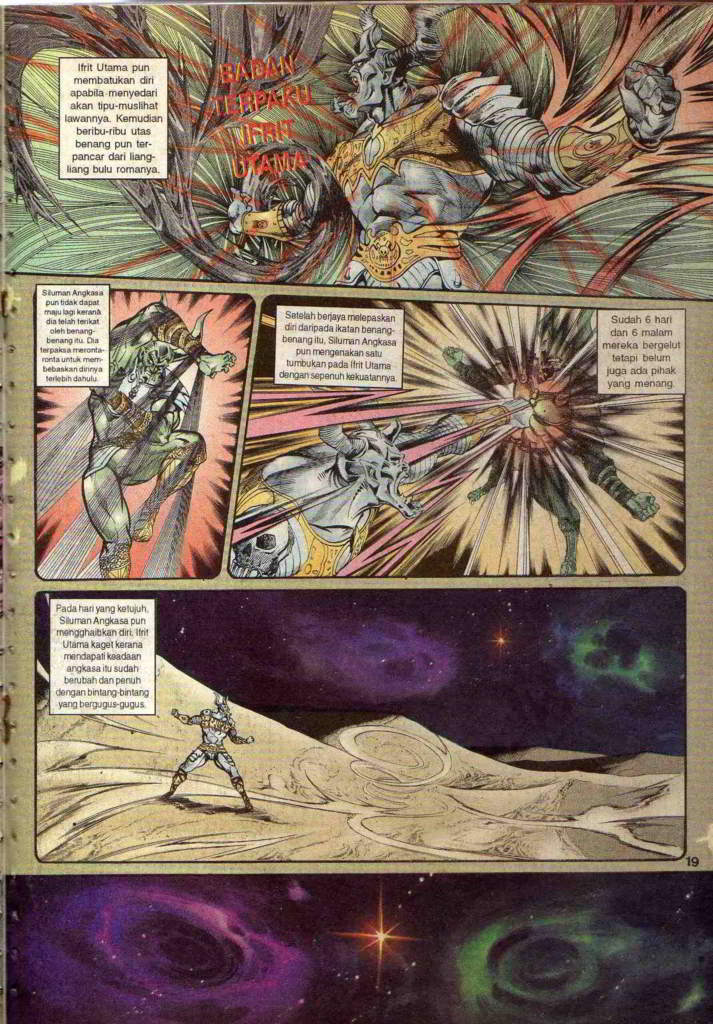 Ifrit Utama pun
membatukan diri
apabila menyedari
akan tipu-muslihat
lawannya. Kemudian
beribu-ribu utas
benang pun ter-
pancar dari liang-
liang bulu romanya.
BADAN
TERPAKU
IFRIT
UTAMA
Siluman Angkasa
pun tidak dapat
maju lagi kerana
dia telah terikat
oleh benang-
benang itu. Dia
terpaksa meronta-
ronta untuk mem-
bebaskan dirinya
terlebih dahulu.
Setelah berjaya melepaskan
diri daripada ikatan benang-
benang itu, Siluman Angkasa
pun mengenakan satu
tumbukan pada Ifrit Utama
dengan sepenuh kekuatannya.
Sudah 6 hari
dan 6 malam
mereka bergelut
tetapi belum
juga ada pihak
yang menang.
Pada hari yang ketujuh,
Siluman Angkasa pun
mengghaibkan diri. Ifrit
Utama kaget kerana
mendapati keadaan
angkasa itu sudah
berubah dan penuh
dengan bintang-bintang
yang bergugus-gugus.
19